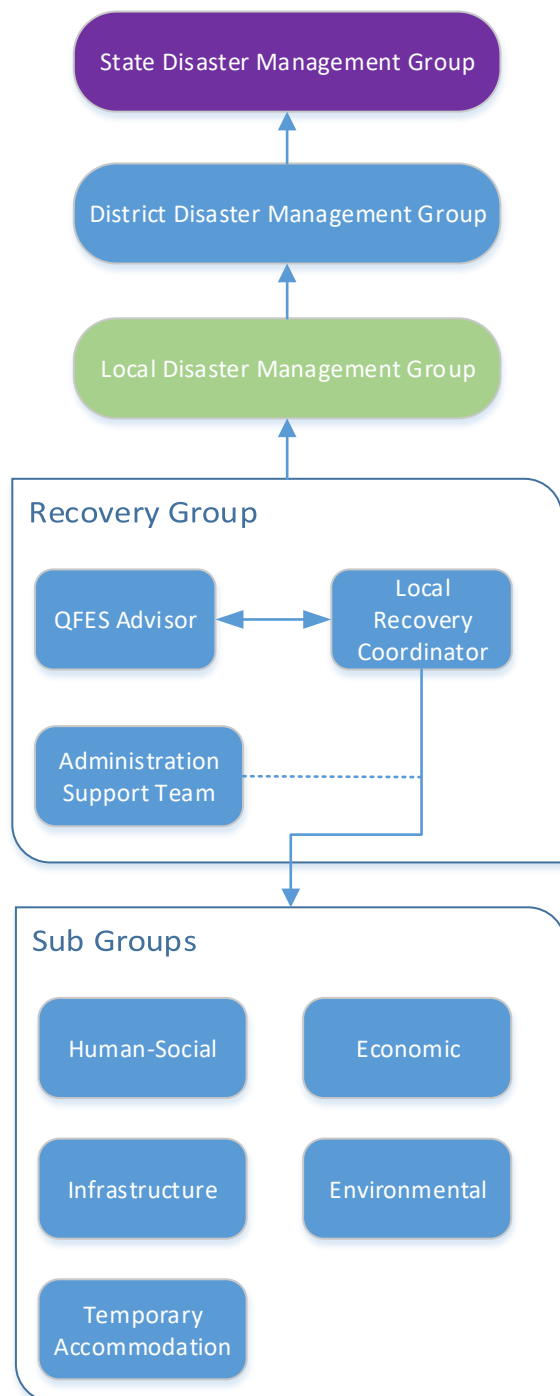 State Disaster Management Group
District Disaster Management Group
Local Disaster Management Group
Recovery Group
QFES Advisor
Local
Recovery
Coordinator
Administration
Support Team
Sub Groups
Human-Social
Economic
Infrastructure
Environmental
Temporary
Accommodation